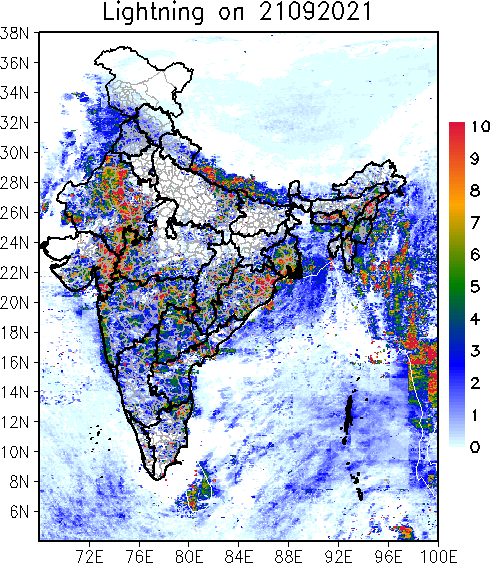 Lightning on 21092021
38N
36N
34N
32N
30N
28N
26N
24N
22N
20N
18N
16N
14N
12N
10N
8N
6N
72E 76E 80E 84E 88E 92E 96E 100E
10
9
8
7
6
5
4
3
2
1
0